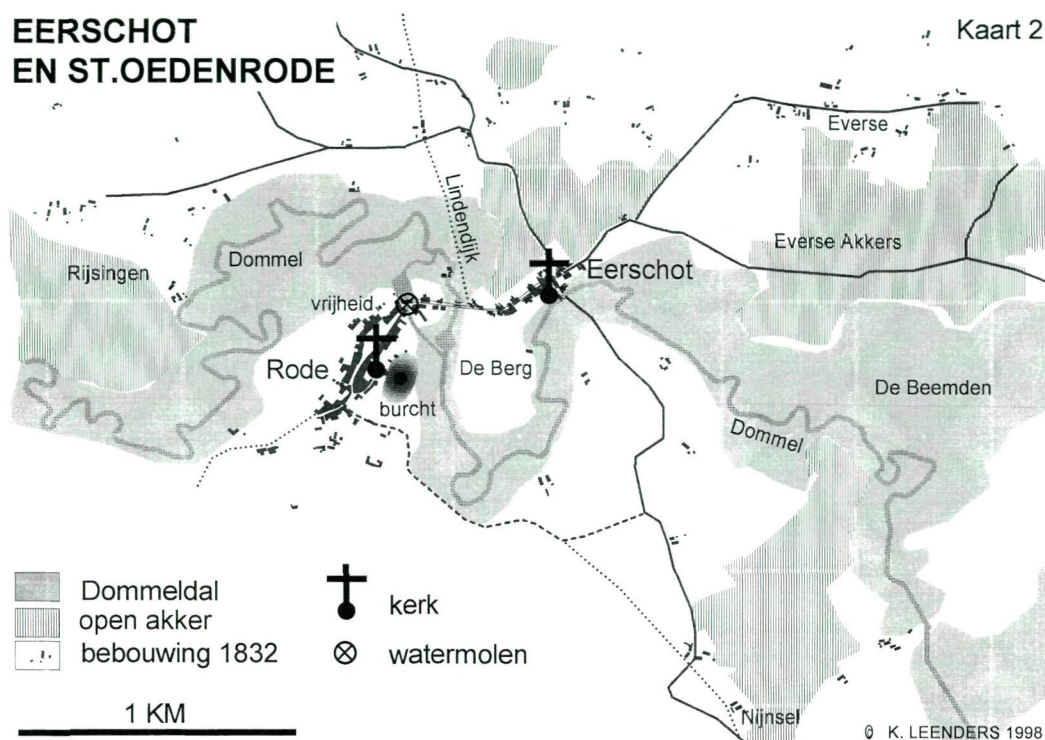 EERSCHOT
EN ST.OEDENRODE
Kaart 2
Everse
Lindendijk
Everse Akkers
Rijsingen
Dommel
Eerschot
vrijheid
Rode
De Berg
burcht
De Beemden
Dommel
Dommeldal
open akker
bebouwing 1832
kerk
watermolen
1 KM
Nijnsel
© K. LEENDERS 1998